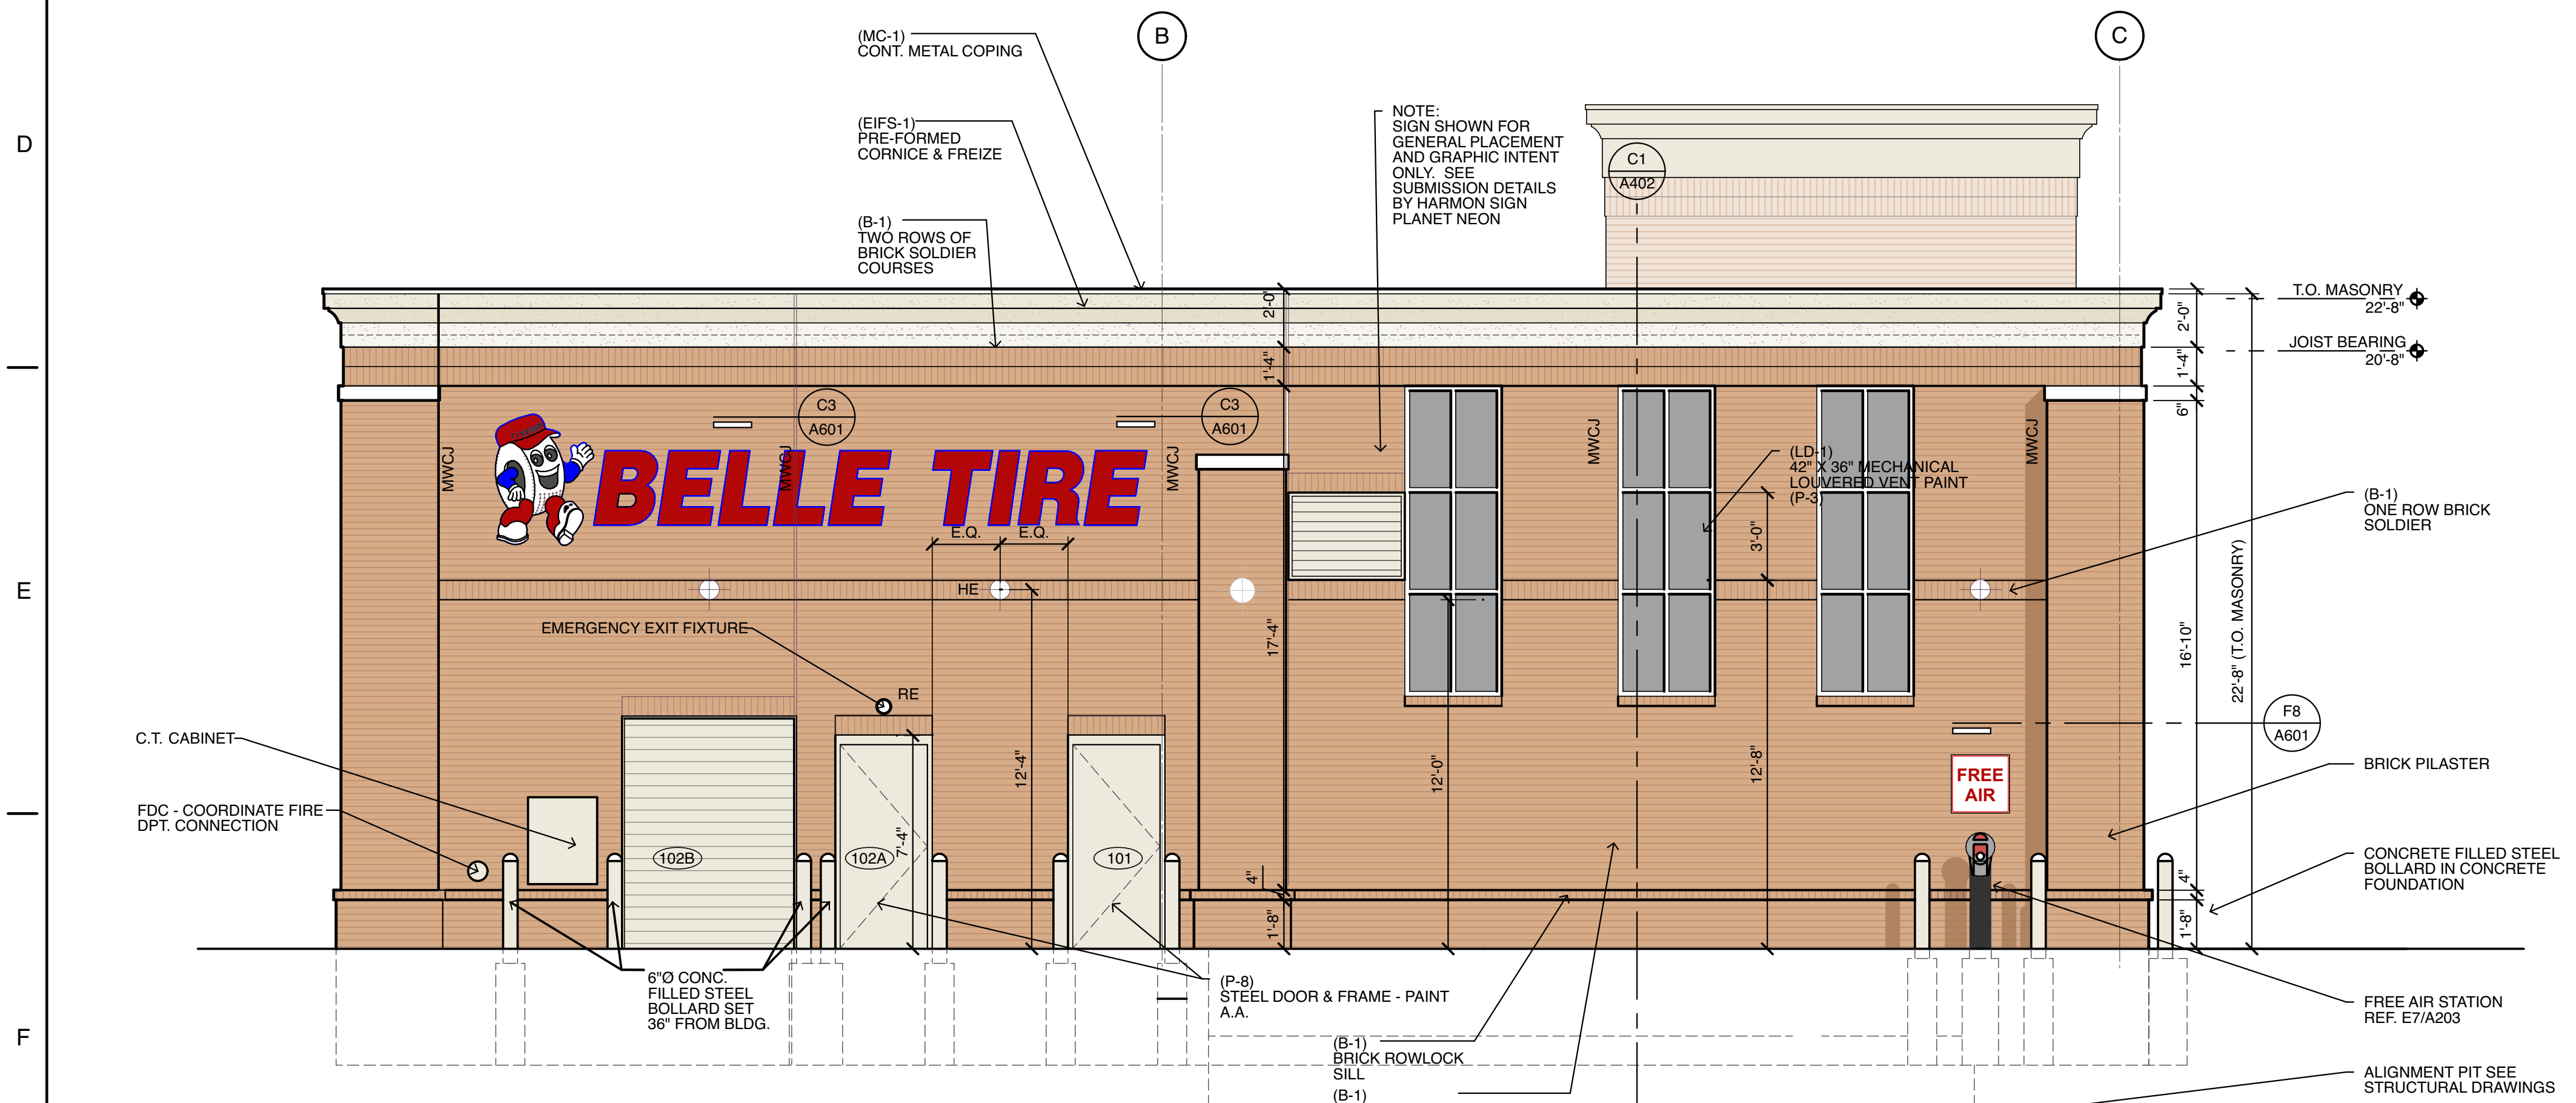 B
C
(MC-1)
CONT. METAL COPING
D
(EIFS-1)
PRE-FORMED
CORNICE & FREIZE
NOTE:
SIGN SHOWN FOR
GENERAL PLACEMENT
AND GRAPHIC INTENT
ONLY. SEE
SUBMISSION DETAILS
BY HARMON SIGN
PLANET NEON
C1
A402
(B-1)
TWO ROWS OF
BRICK SOLDIER
COURSES
2'-0"
1'-4"
T.O. MASONRY
22'-8"
JOIST BEARING
20'-8"
2'-0"
1'-4"
6"
C3
A601
C3
A601
MWCJ
MWCJ
MWCJ
MWCJ
MWCJ
BELLE TIRE
(LD-1)
42" X 36" MECHANICAL
LOUVERED VENT PAINT
(P-3)
(B-1)
ONE ROW BRICK
SOLDIER
E.Q.
E.Q.
3'-0"
E
HE
EMERGENCY EXIT FIXTURE
RE
17'-4"
16'-10"
22'-8" (T.O. MASONRY)
F8
A601
C.T. CABINET
12'-4"
12'-0"
12'-8"
FREE
AIR
BRICK PILASTER
FDC - COORDINATE FIRE
DPT. CONNECTION
102B
102A
7'-4"
101
4"
1'-8"
CONCRETE FILLED STEEL
BOLLARD IN CONCRETE
FOUNDATION
4"
1'-8"
6"Ø CONC.
FILLED STEEL
BOLLARD SET
36" FROM BLDG.
(P-8)
STEEL DOOR & FRAME - PAINT
A.A.
FREE AIR STATION
REF. E7/A203
F
(B-1)
BRICK ROWLOCK
SILL
(B-1)
ALIGNMENT PIT SEE
STRUCTURAL DRAWINGS